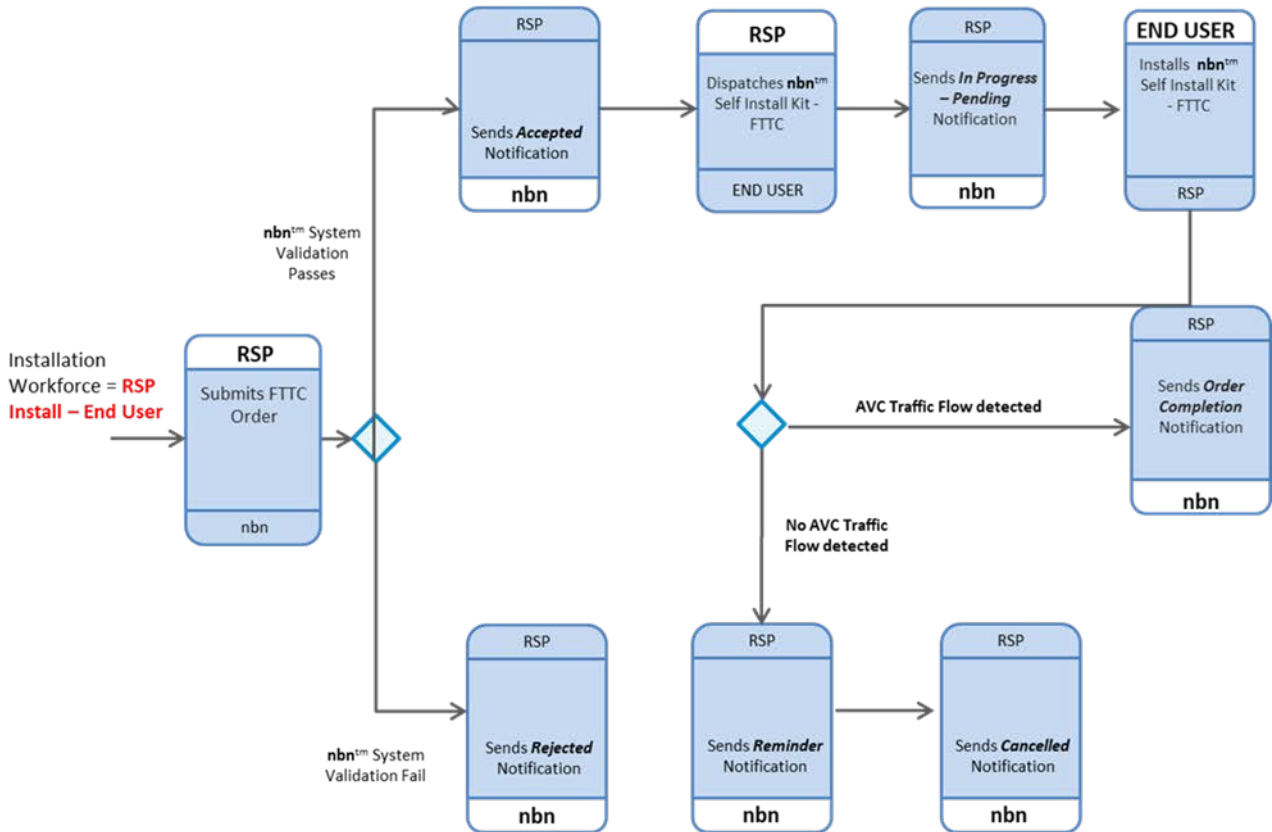 RSP
Sends Accepted
Notification
nbn
RSP
Dispatches nbn™
Self Install Kit -
FTTC
END USER
RSP
Sends In Progress
– Pending
Notification
nbn
END USER
Installs nbn™
Self Install Kit
- FTTC
RSP
nbn™ System
Validation
Passes
Installation
Workforce = RSP
Install – End User
RSP
Submits FTTC
Order
nbn
AVC Traffic Flow detected
RSP
Sends Order
Completion
Notification
nbn
No AVC Traffic
Flow detected
nbn™ System
Validation Fail
RSP
Sends Rejected
Notification
nbn
RSP
Sends Reminder
Notification
nbn
RSP
Sends Cancelled
Notification
nbn